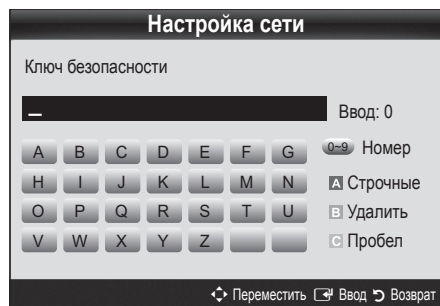 Настройка сети
Ключ безопасности
_ Ввод: 0
A B C D E F G 0~9 Номер
H I J K L M N A Строчные
O P Q R S T U B Удалить
V W X Y Z C Пробел
Переместить Ввод Возврат